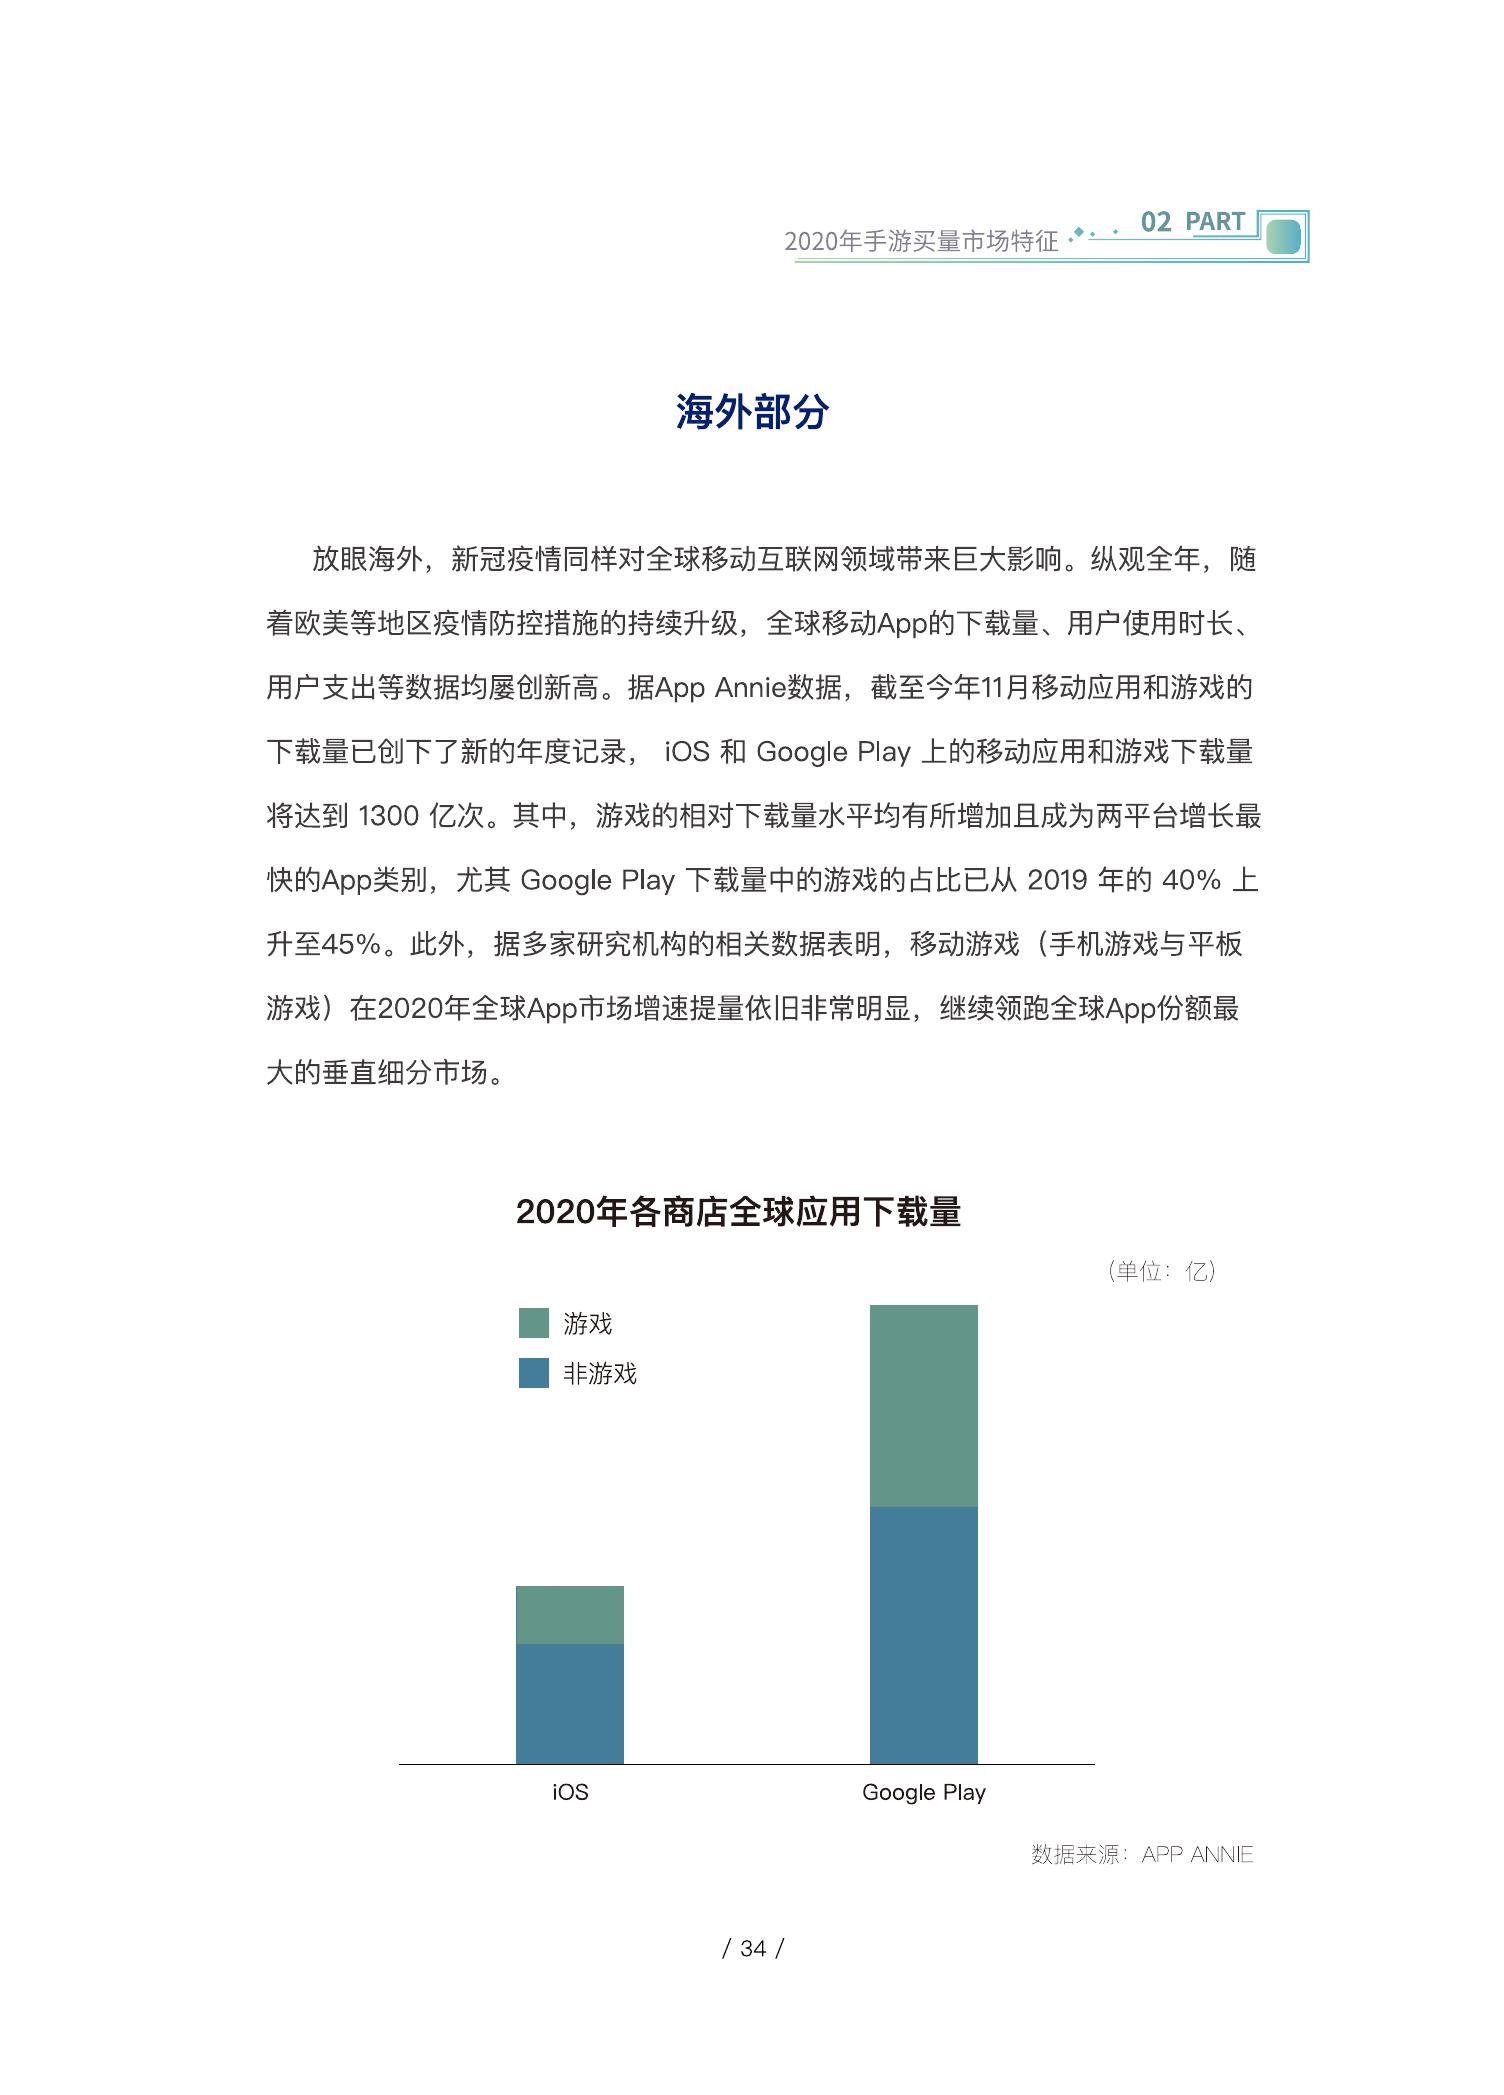 2020年手游买量市场特征
02 PART
海外部分
放眼海外，新冠疫情同样对全球移动互联网领域带来巨大影响。纵观全年，随
着欧美等地区疫情防控措施的持续升级，全球移动App的下载量、用户使用时长、
用户支出等数据均屡创新高。据App Annie数据，截至今年11月移动应用和游戏的
下载量已创下了新的年度记录， iOS 和 Google Play 上的移动应用和游戏下载量
将达到 1300 亿次。其中，游戏的相对下载量水平均有所增加且成为两平台增长最
快的App类别，尤其 Google Play 下载量中的游戏的占比已从 2019 年的 40% 上
升至45%。此外，据多家研究机构的相关数据表明，移动游戏（手机游戏与平板
游戏）在2020年全球App市场增速提量依旧非常明显，继续领跑全球App份额最
大的垂直细分市场。
2020年各商店全球应用下载量
（单位：亿）
游戏
非游戏
iOS
Google Play
数据来源：APP ANNIE
/ 34 /